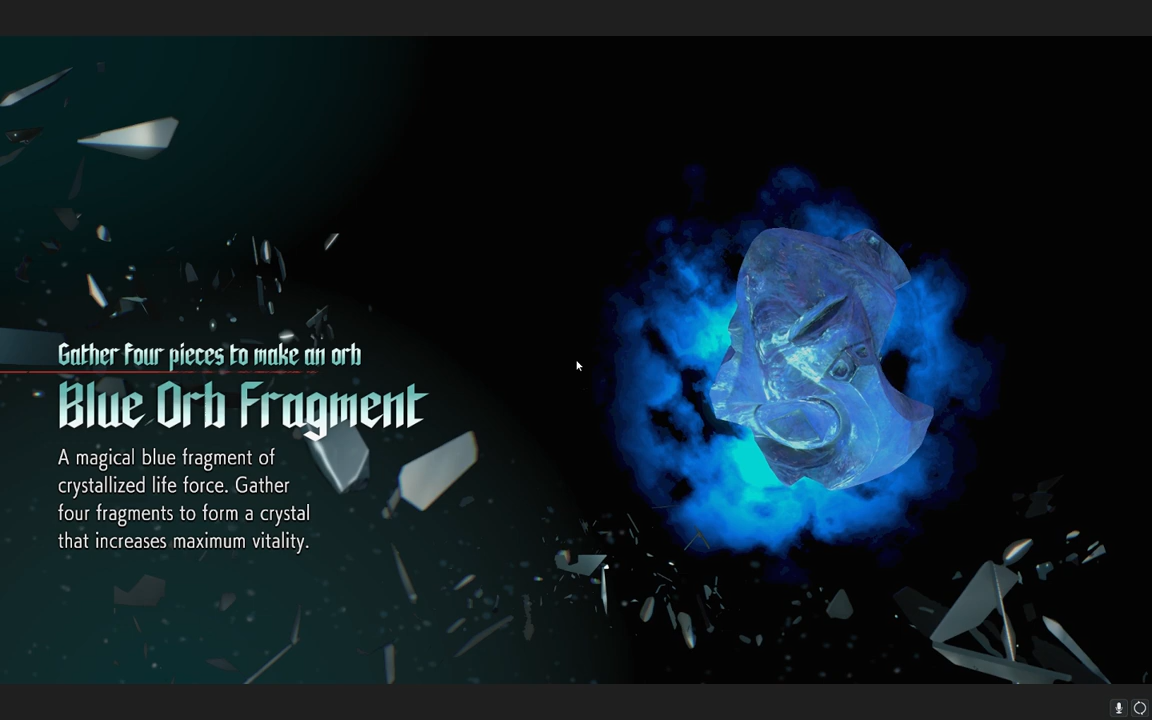 Gather four pieces to make an orb
Blue Orb Fragment
A magical blue fragment of
crystallized life force. Gather
four fragments to form a crystal
that increases maximum vitality.